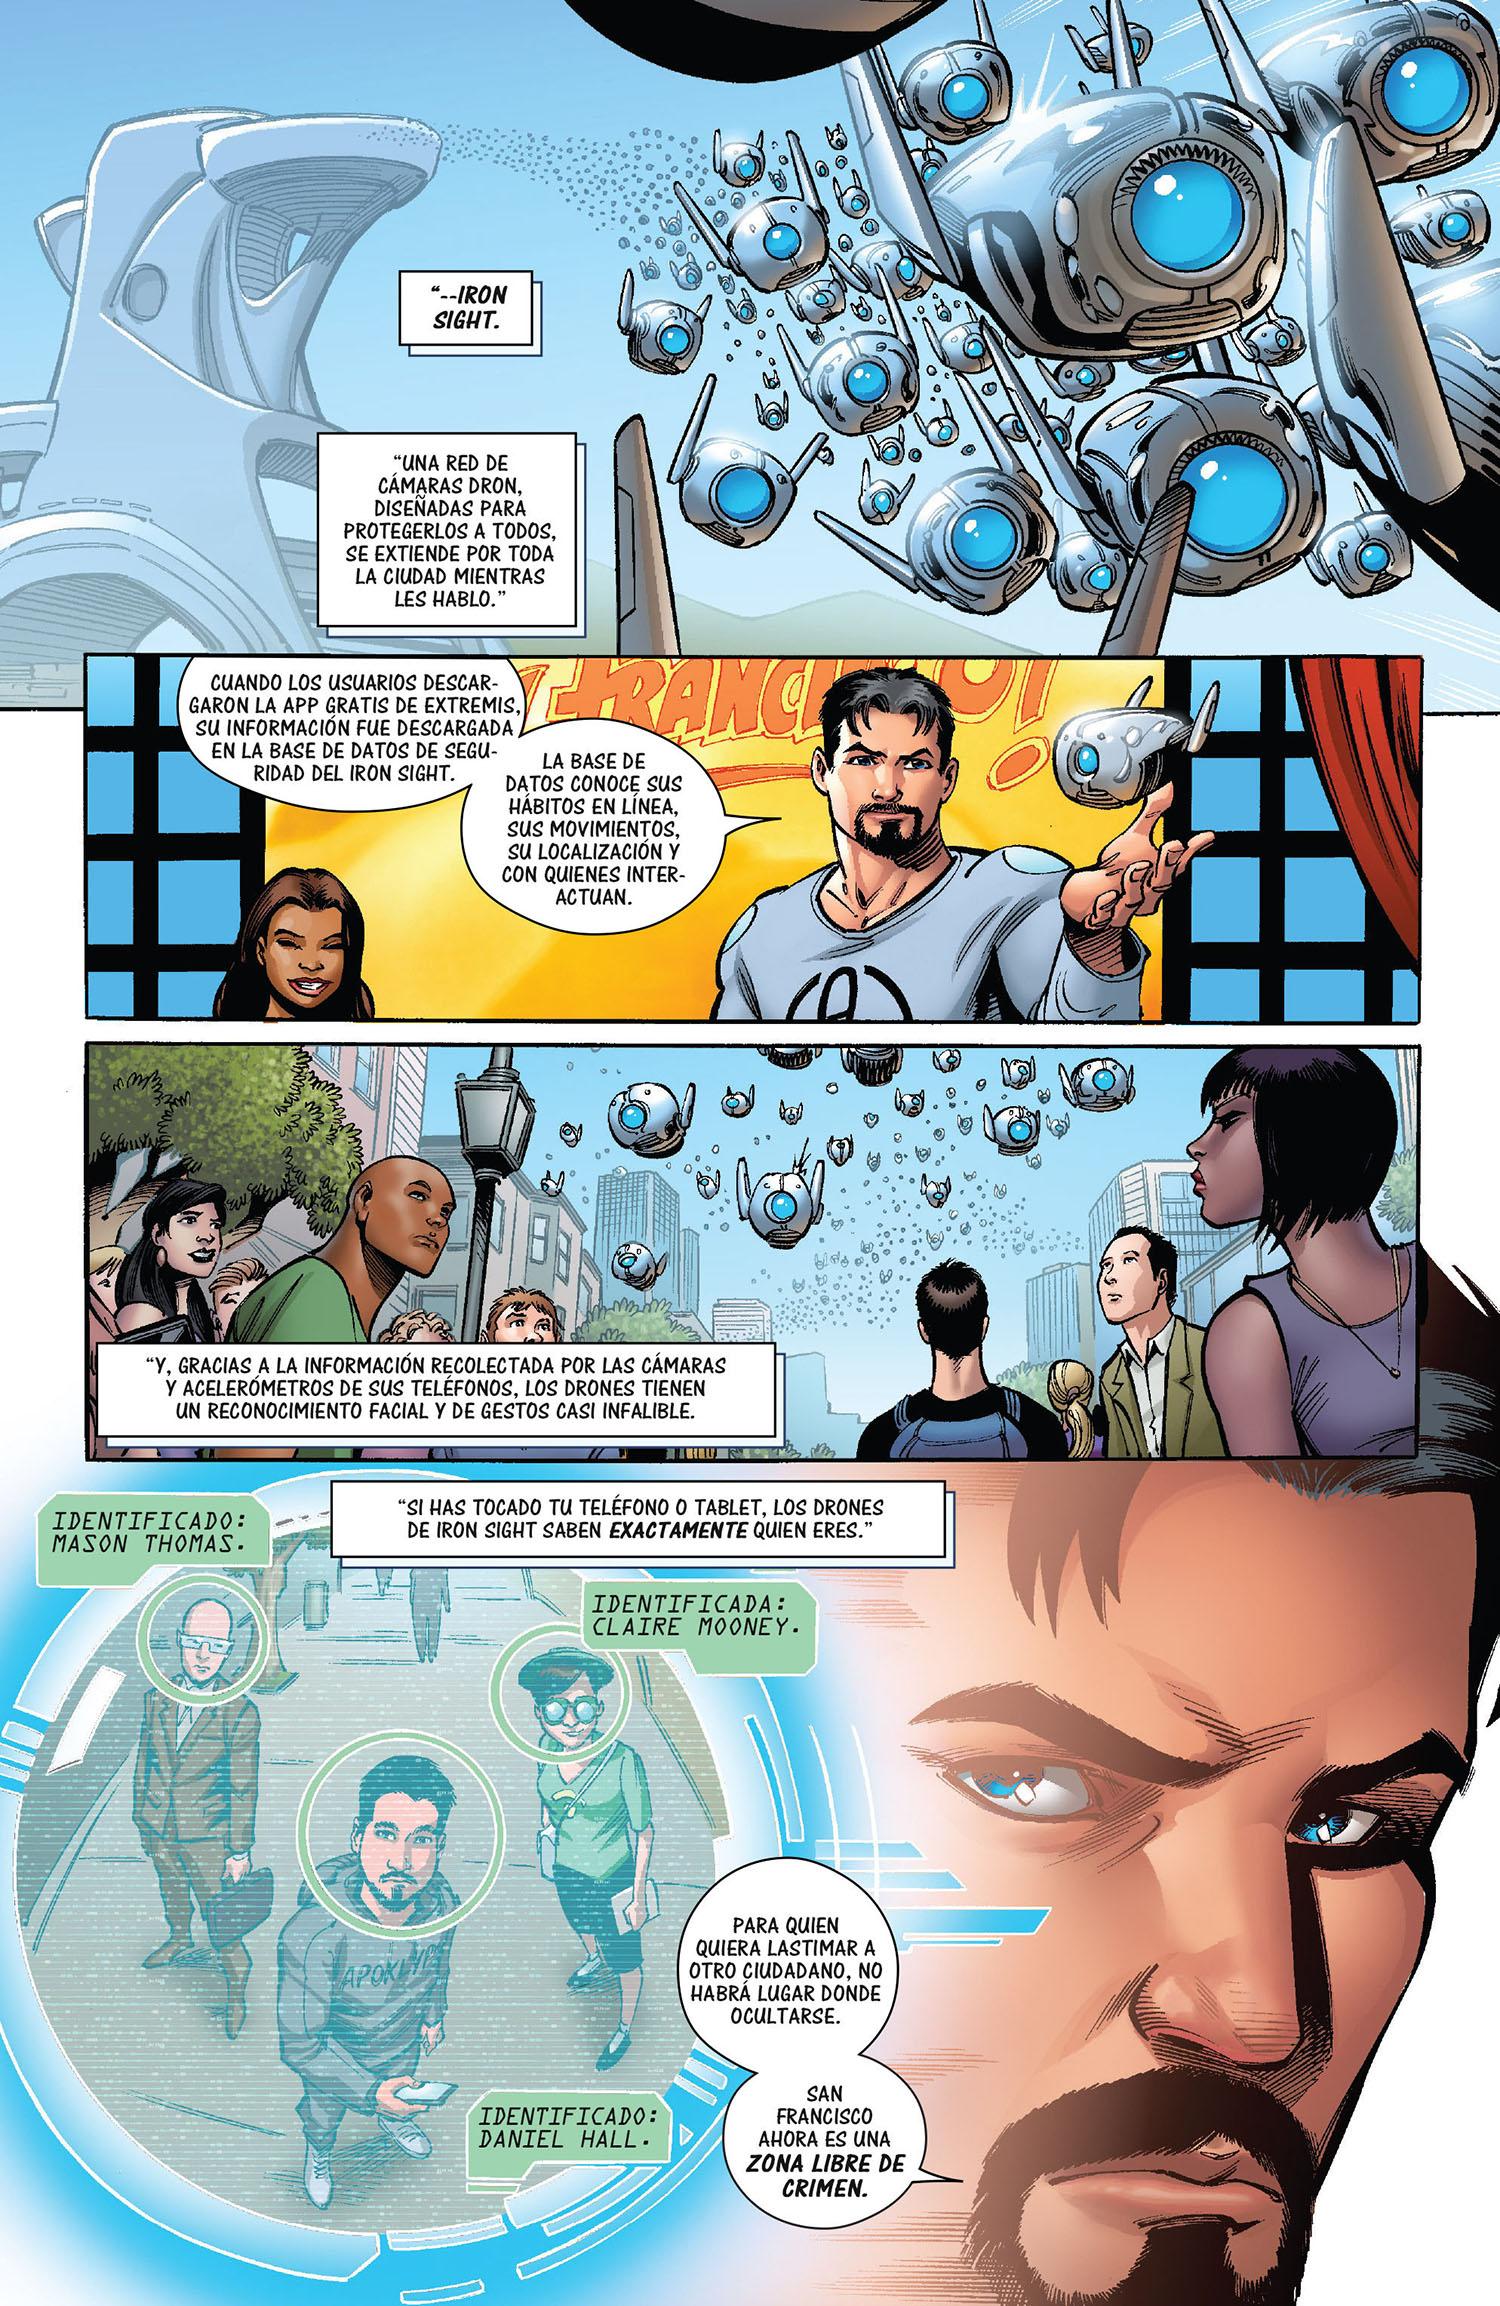 “--IRON
SIGHT.
“UNA RED DE
CÁMARAS DRON,
DISEÑADAS PARA
PROTEGERLOS A TODOS,
SE EXTIENDE POR TODA
LA CIUDAD MIENTRAS
LES HABLO.”
CUANDO LOS USUARIOS DESCAR-
GARON LA APP GRATIS DE EXTREMIS,
SU INFORMACIÓN FUE DESCARGADA
EN LA BASE DE DATOS DE SEGU-
RIDAD DEL IRON SIGHT.
LA BASE DE
DATOS CONOCE SUS
HÁBITOS EN LÍNEA,
SUS MOVIMIENTOS,
SU LOCALIZACIÓN Y
CON QUIENES INTER-
ACTUAN.
“Y, GRACIAS A LA INFORMACIÓN RECOLECTADA POR LAS CÁMARAS
Y ACELERÓMETROS DE SUS TELÉFONOS, LOS DRONES TIENEN
UN RECONOCIMIENTO FACIAL Y DE GESTOS CASI INFALIBLE.
“SI HAS TOCADO TU TELÉFONO O TABLET, LOS DRONES
DE IRON SIGHT SABEN EXACTAMENTE QUIEN ERES.”
IDENTIFICADO:
MASON THOMAS.
IDENTIFICADA:
CLAIRE MOONEY.
APOKLYP
PARA QUIEN
QUIERA LASTIMAR A
OTRO CIUDADANO, NO
HABRÁ LUGAR DONDE
OCULTARSE.
IDENTIFICADO:
DANIEL HALL.
SAN
FRANCISCO
AHORA ES UNA
ZONA LIBRE DE
CRIMEN.